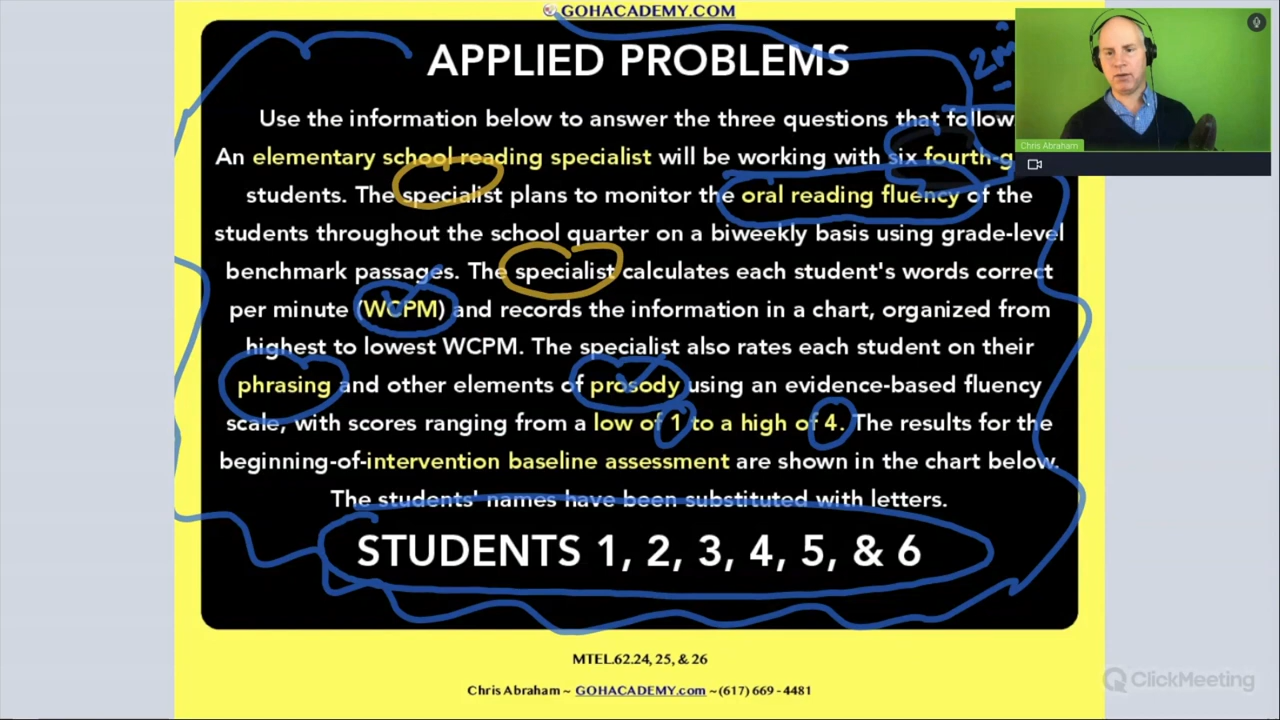 GOHACADEMY.COM
APPLIED PROBLEMS
Use the information below to answer the three questions that follow
An elementary school reading specialist will be working with six fourth-g
students. The specialist plans to monitor the oral reading fluency of the
students throughout the school quarter on a biweekly basis using grade-level
benchmark passages. The specialist calculates each student's words correct
per minute (WCPM) and records the information in a chart, organized from
highest to lowest WCPM. The specialist also rates each student on their
phrasing and other elements of prosody using an evidence-based fluency
scale, with scores ranging from a low of 1 to a high of 4. The results for the
beginning-of-intervention baseline assessment are shown in the chart below.
The students' names have been substituted with letters.
STUDENTS 1, 2, 3, 4, 5, & 6
MTEL.62.24, 25, & 26
Chris Abraham ~ GOHACADEMY.com ~(617) 669 - 4481
Chris Abraham
ClickMeeting